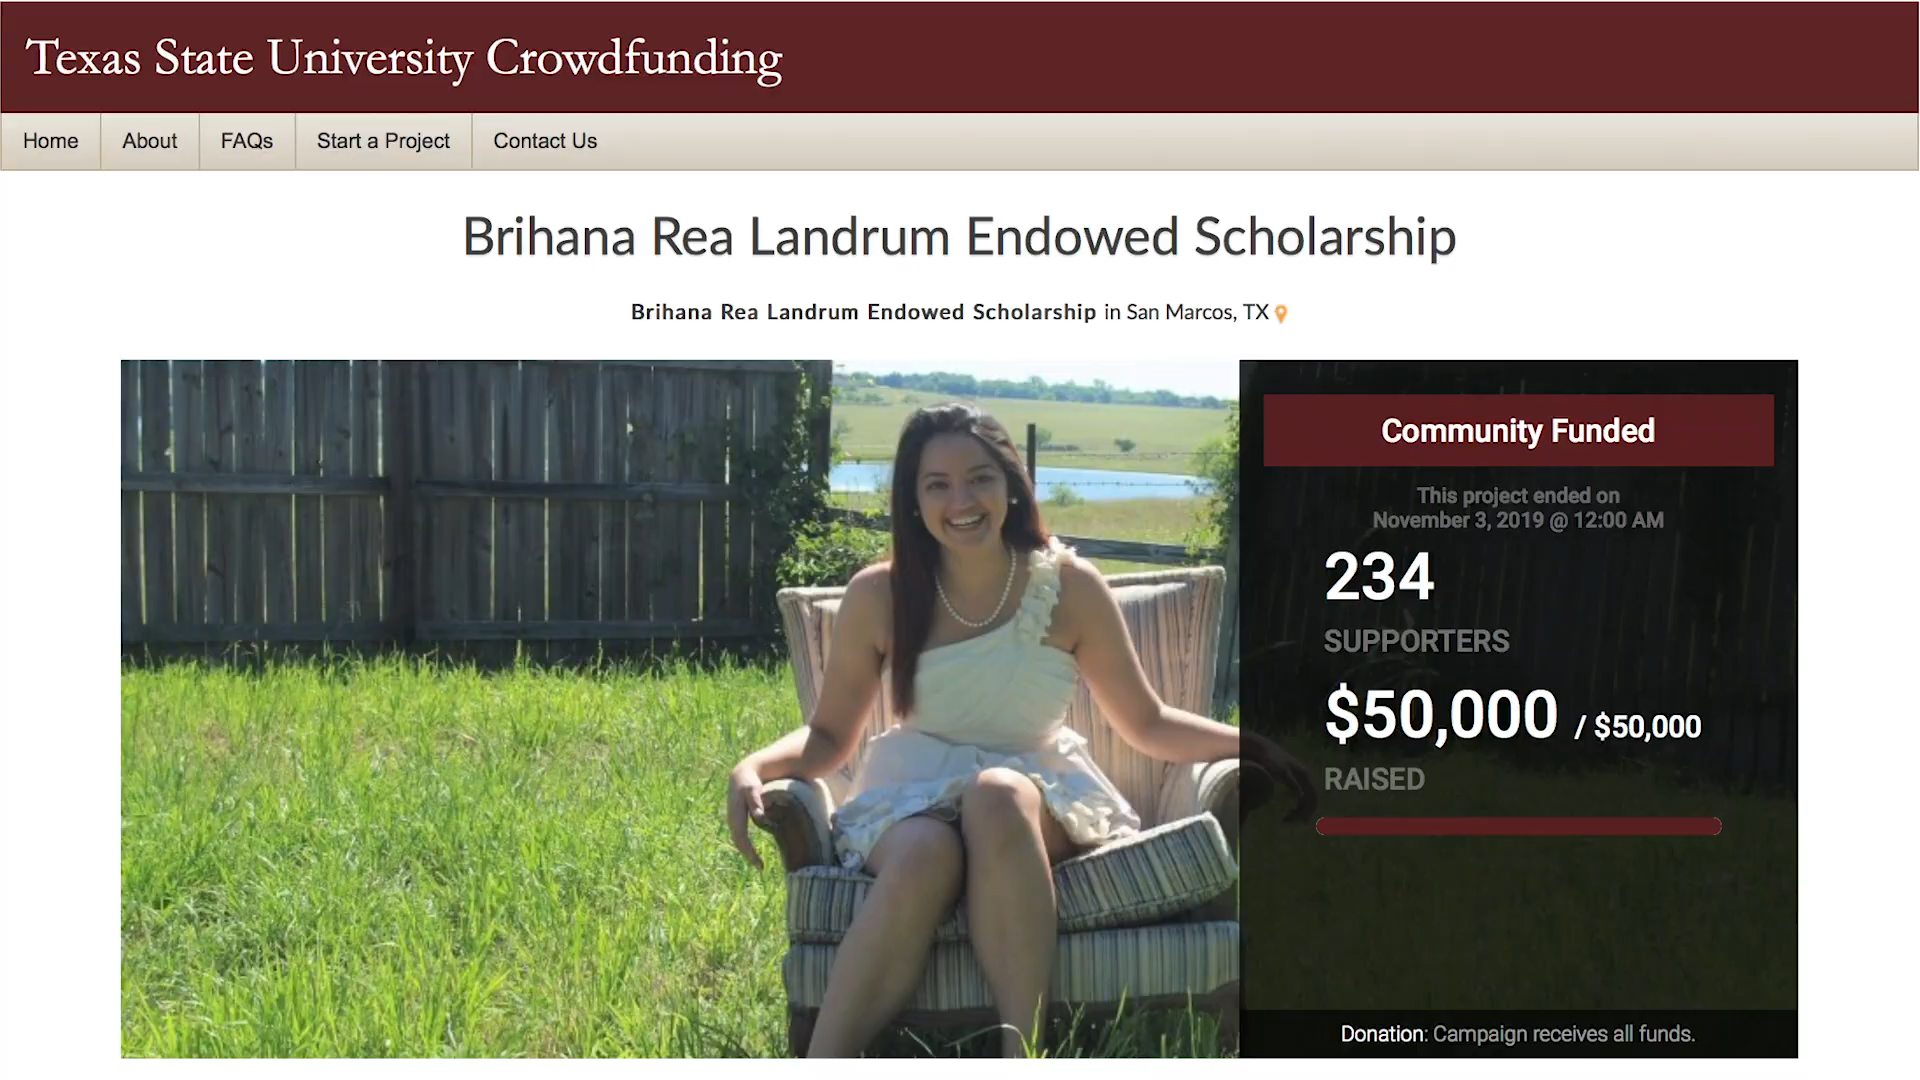 Texas State University Crowdfunding
Home About FAQs Start a Project Contact Us
Brihana Rea Landrum Endowed Scholarship
Brihana Rea Landrum Endowed Scholarship in San Marcos, TX
Community Funded
This project ended on
November 3, 2019 @ 12:00 AM
234
SUPPORTERS
$50,000 / $50,000
RAISED
Donation: Campaign receives all funds.